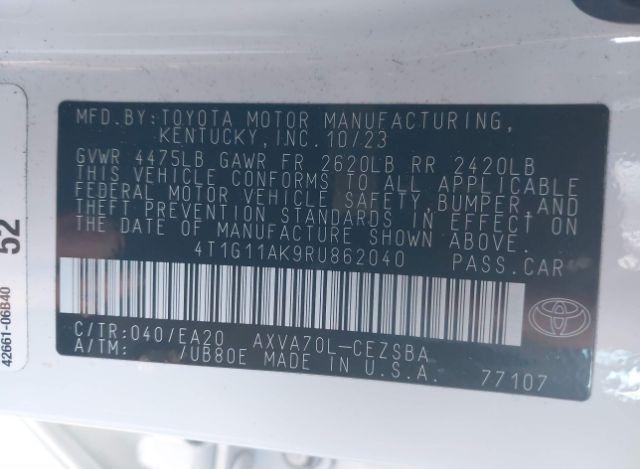 MFD.BY:TOYOTA MOTOR MANUFACTURING,
KENTUCKY,INC.10/23
GVWR 4475LB GAWR FR 2620LB RR 2420LB
THIS VEHICLE CONFORMS TO ALL APPLICABLE
FEDERAL MOTOR VEHICLE SAFETY,BUMPER,AND
THEFT PREVENTION STANDARDS IN EFFECT ON
THE DATE OF MANUFACTURE SHOWN ABOVE.
4T1G11AK9RU862040 PASS.CAR
C/TR:040/EA20 AXVA70L-CEZSBA
A/TM: /UB80E MADE IN U.S.A. 77107
52
42661-06B40